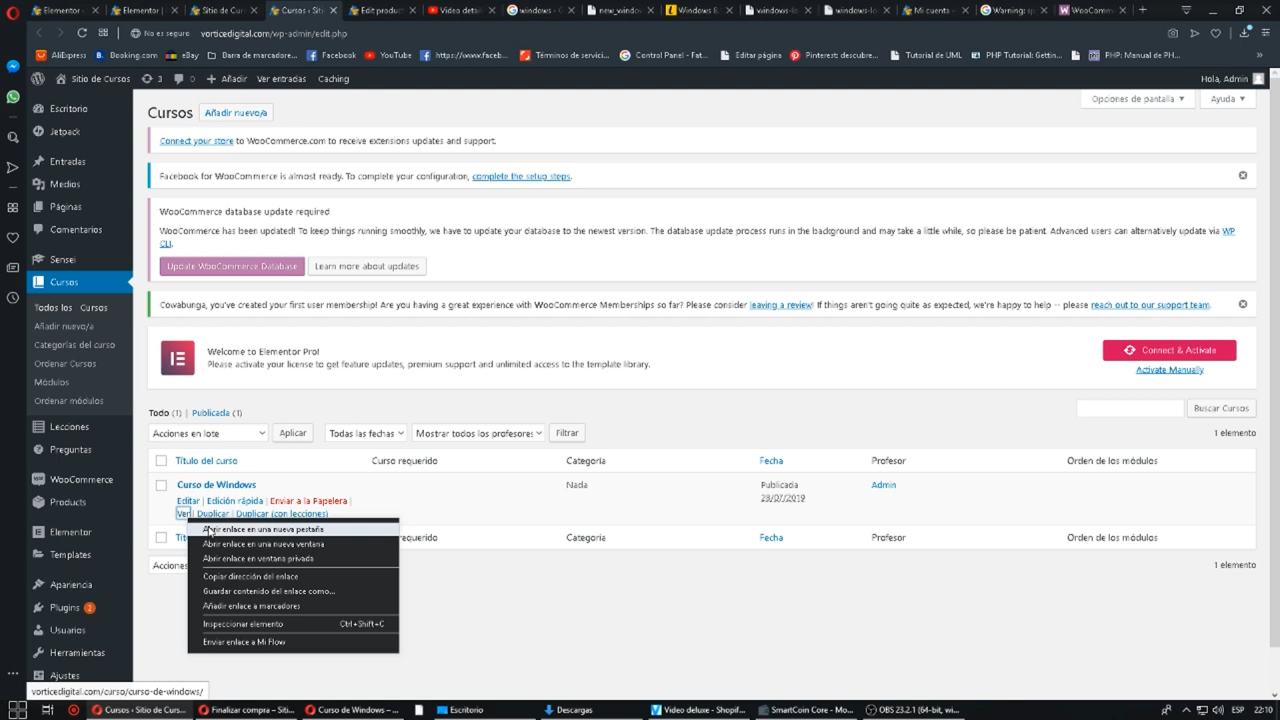 Elementor
Elementor |
Sitio de Cur
Cursos ‹ Siti
Edit produc
Video detai
windows - C
new_window
Windows 8
windows-lo
windows-lo
Mi cuenta –
Warning: sp
WooComm
No es seguro vorticedigital.com/wp-admin/edit.php
AliExpress
Booking.com
eBay
Barra de marcadore...
Facebook
YouTube
https://www.faceb...
Términos de servici...
Control Panel - Fat...
Editar página
Pinterest: descubre...
Tutorial de UML
PHP Tutorial: Gettin...
PHP: Manual de PH...
»
Sitio de Cursos 3 0 + Añadir Ver entradas Caching Hola, Admin
Escritorio
Jetpack
Entradas
Medios
Páginas
Comentarios
Sensei
Cursos
Todos los Cursos
Añadir nuevo/a
Categorías del curso
Ordenar Cursos
Módulos
Ordenar módulos
Lecciones
Preguntas
WooCommerce
Products
Elementor
Templates
Apariencia
Plugins 2
Usuarios
Herramientas
Ajustes
Opciones de pantalla ▼ Ayuda ▼
Cursos Añadir nuevo/a
Connect your store to WooCommerce.com to receive extensions updates and support.
Facebook for WooCommerce is almost ready. To complete your configuration, complete the setup steps.
WooCommerce database update required
WooCommerce has been updated! To keep things running smoothly, we have to update your database to the newest version. The database update process runs in the background and may take a little while, so please be patient. Advanced users can alternatively update via WP
CLI.
Update WooCommerce Database Learn more about updates
Cowabunga, you've created your first user membership! Are you having a great experience with WooCommerce Memberships so far? Please consider leaving a review! If things aren't going quite as expected, we're happy to help -- please reach out to our support team.
Welcome to Elementor Pro!
Please activate your license to get feature updates, premium support and unlimited access to the template library.
Connect & Activate
Activate Manually
Todo (1) | Publicada (1)
Buscar Cursos
Acciones en lote Aplicar Todas las fechas Mostrar todos los profesores Filtrar 1 elemento
Título del curso Curso requerido Categoría Fecha Profesor Orden de los módulos
Curso de Windows Nada Publicada Admin
28/07/2019
Editar | Edición rápida | Enviar a la Papelera |
Ver | Duplicar | Duplicar (con lecciones)
Abrir enlace en una nueva pestaña
Abrir enlace en una nueva ventana
Abrir enlace en ventana privada
Copiar dirección del enlace
Guardar contenido del enlace como...
Añadir enlace a marcadores
Inspeccionar elemento Ctrl+Shift+C
Enviar enlace a Mi Flow
Tít requerido Categoría Fecha Profesor Orden de los módulos
Acciones 1 elemento
vorticedigital.com/curso/curso-de-windows/
Cursos ‹ Sitio de Curs...
Finalizar compra – Siti...
Curso de Windows –...
Escritorio
Descargas
Video deluxe - Shopif...
SmartCoin Core - Mo...
OBS 23.2.1 (64-bit, wi...
ESP 22:10